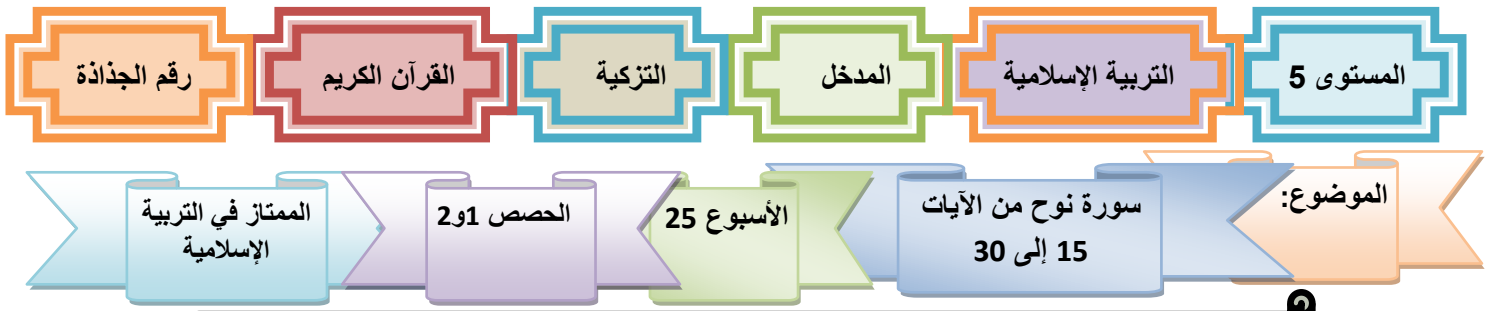 المستوى 5
التربية الإسلامية
المدخل
التزكية
القرآن الكريم
رقم الجذاذة
الموضوع:
سورة نوح من الآيات
15 إلى 30
الأسبوع 25
الحصص 1و2
الممتاز في التربية
الإسلامية